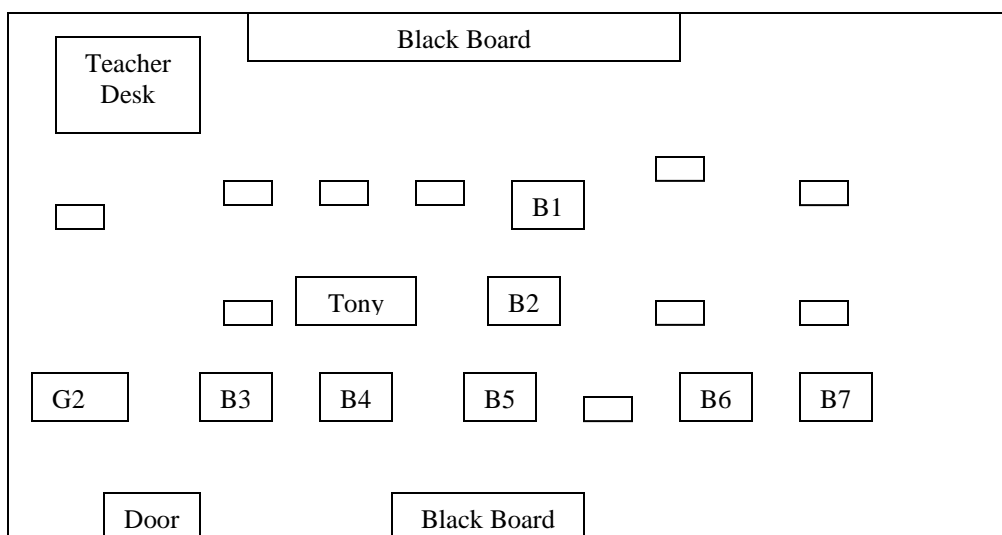 Black Board
Teacher
Desk
B1
Tony
B2
G2
B3
B4
B5
B6
B7
Door
Black Board